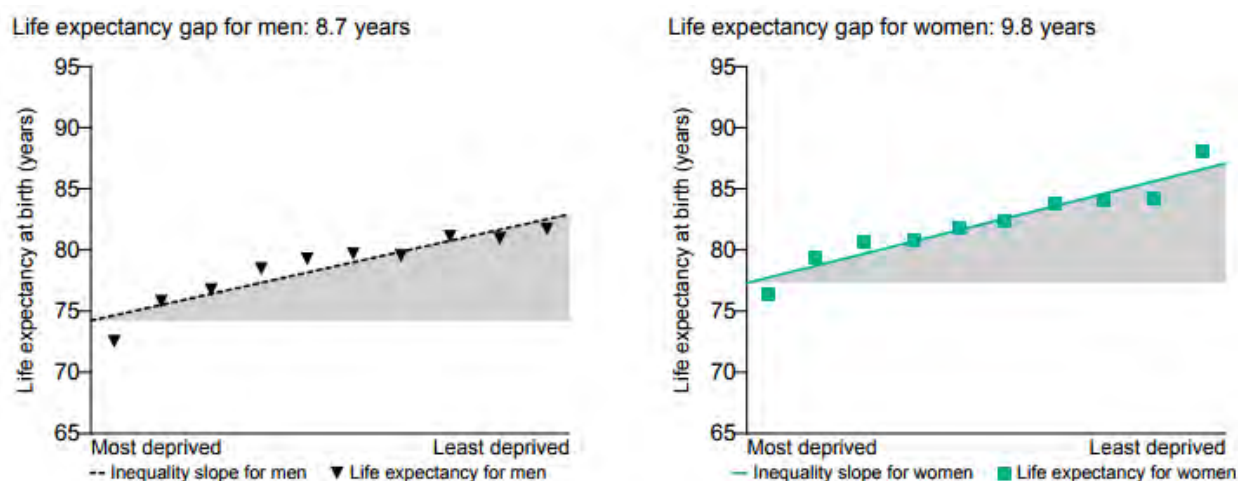 Life expectancy gap for men: 8.7 years
Life expectancy at birth (years)
95
90
85
80
75
70
65
Most deprived Least deprived
Inequality slope for men Life expectancy for men
Life expectancy gap for women: 9.8 years
Life expectancy at birth (years)
95
90
85
80
75
70
65
Most deprived Least deprived
Inequality slope for women Life expectancy for women